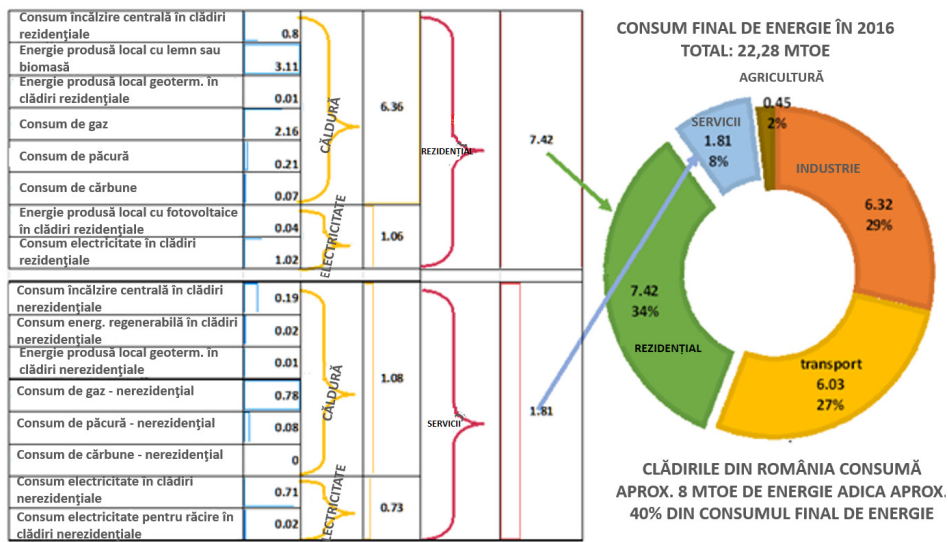 Consum încălzire centrală în clădiri
rezidențiale
0.8
Energie produsă local cu lemn sau
biomasă
3.11
Energie produsă local geoterm. în
clădiri rezidențiale
0.01
Consum de gaz
2.16
Consum de păcură
0.21
Consum de cărbune
0.07
CĂLDURĂ
6.36
Energie produsă local cu fotovoltaice
în clădiri rezidențiale
0.04
Consum electricitate în clădiri
rezidențiale
1.02
ELECTRICITATE
1.06
REZIDENȚIAL
7.42
Consum încălzire centrală în clădiri
nerezidențiale
0.19
Consum energ. regenerabilă în clădiri
nerezidențiale
0.02
Energie produsă local geoterm. în
clădiri nerezidențiale
0.01
Consum de gaz - nerezidențial
0.78
Consum de păcură - nerezidențial
0.08
Consum de cărbune - nerezidențial
0
CĂLDURĂ
1.08
Consum electricitate în clădiri
nerezidențiale
0.71
Consum electricitate pentru răcire în
clădiri nerezidențiale
0.02
ELECTRICITATE
0.73
SERVICII
1.81
CONSUM FINAL DE ENERGIE ÎN 2016
TOTAL: 22,28 MTOE
AGRICULTURĂ
0.45
2%
SERVICII
1.81
8%
INDUSTRIE
6.32
29%
7.42
34%
REZIDENȚIAL
transport
6.03
27%
CLĂDIRILE DIN ROMÂNIA CONSUMĂ
APROX. 8 MTOE DE ENERGIE ADICA APROX.
40% DIN CONSUMUL FINAL DE ENERGIE